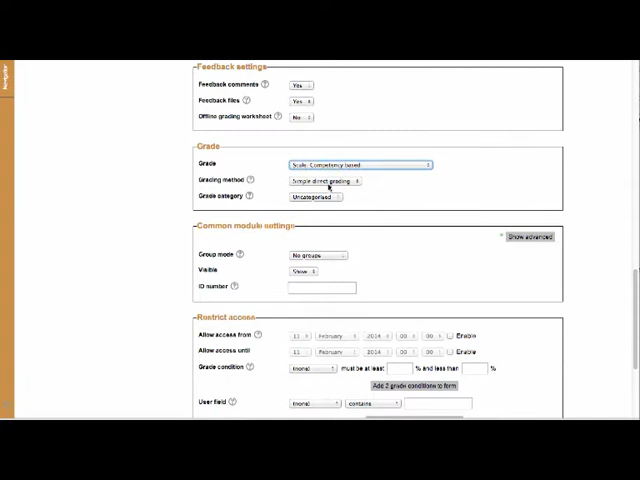 Navigation
Feedback settings
Feedback comments Yes
Feedback files Yes
Offline grading worksheet No
Grade
Grade Scale: Competency based
Grading method Simple direct grading
Grade category Uncategorised
Common module settings
Show advanced
Group mode No groups
Visible Show
ID number
Restrict access
Allow access from 11 February 2014 00 00 Enable
Allow access until 11 February 2014 00 00 Enable
Grade condition (none) must be at least % and less than %
Add 2 grade conditions to form
User field (none) contains